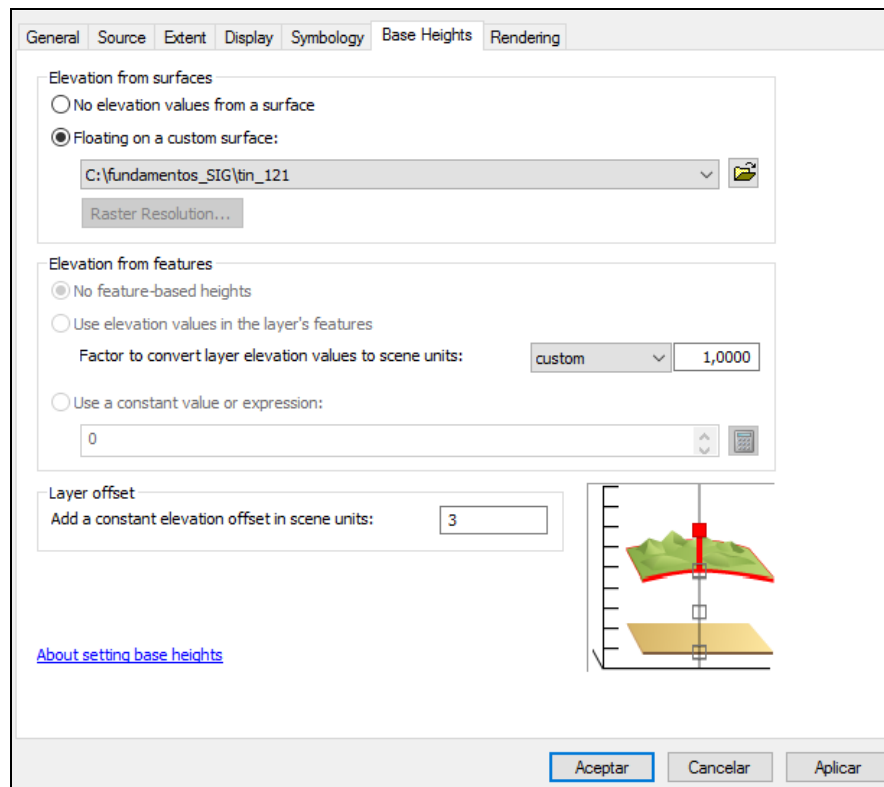 General Source Extent Display Symbology Base Heights Rendering
Elevation from surfaces
No elevation values from a surface
Floating on a custom surface:
C:\fundamentos_SIG\tin_121
Raster Resolution...
Elevation from features
No feature-based heights
Use elevation values in the layer's features
Factor to convert layer elevation values to scene units: custom 1,0000
Use a constant value or expression:
0
Layer offset
Add a constant elevation offset in scene units: 3
About setting base heights
Aceptar Cancelar Aplicar